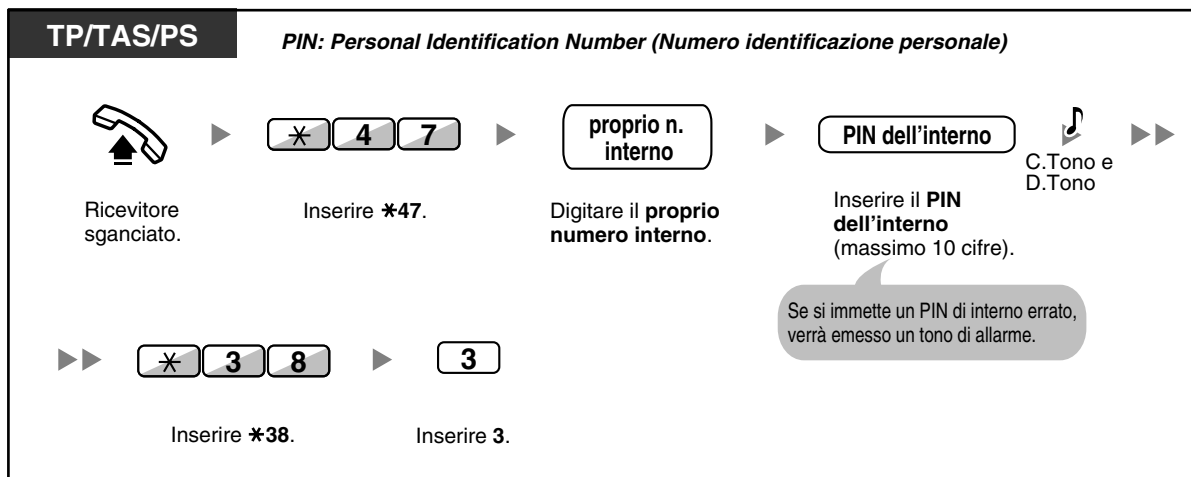 TP/TAS/PS
PIN: Personal Identification Number (Numero identificazione personale)
* 4 7
proprio n.
interno
PIN dell'interno
C.Tono e
D.Tono
Ricevitore
sganciato.
Inserire *47.
Digitare il proprio
numero interno.
Inserire il PIN
dell'interno
(massimo 10 cifre).
Se si immette un PIN di interno errato,
verrà emesso un tono di allarme.
* 3 8
3
Inserire *38.
Inserire 3.